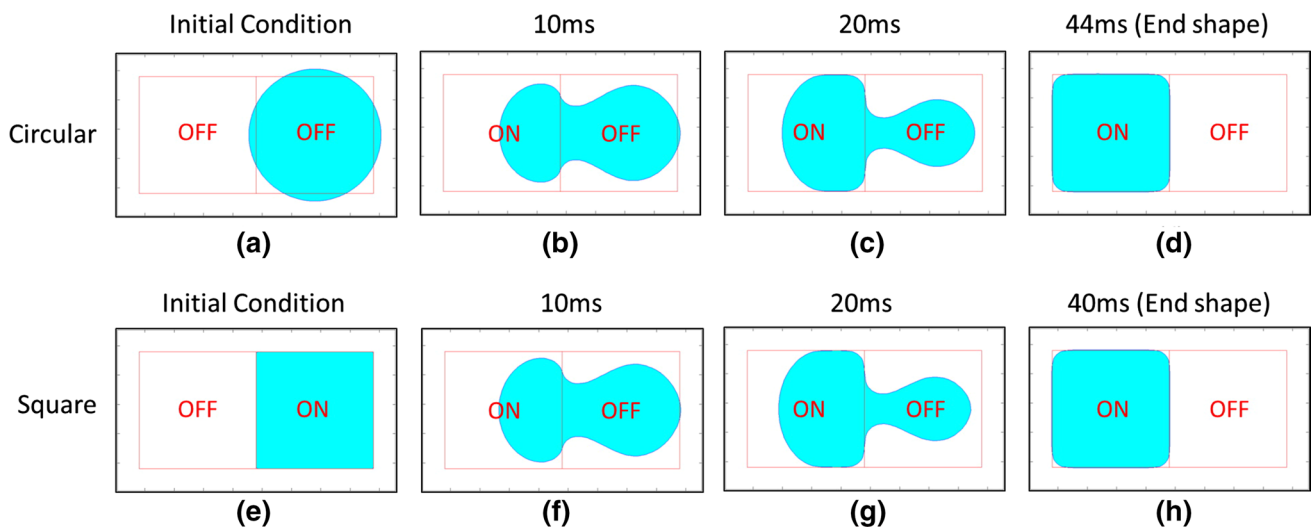 Initial Condition 10ms 20ms 44ms (End shape)
Circular OFF OFF ON OFF ON OFF ON OFF
(a) (b) (c) (d)
Initial Condition 10ms 20ms 40ms (End shape)
Square OFF ON ON OFF ON OFF ON OFF
(e) (f) (g) (h)